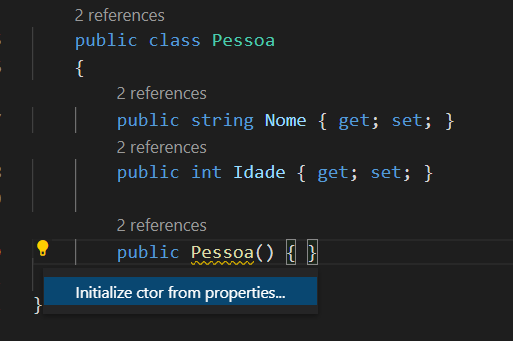 2 references
public class Pessoa
{
2 references
public string Nome { get; set; }
2 references
public int Idade { get; set; }
2 references
public Pessoa() { }
Initialize ctor from properties...
}